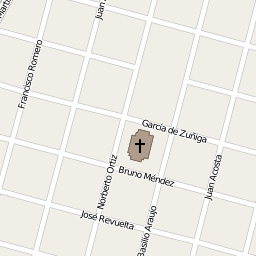 Juan
Francisco Romero
García de Zuñiga
Norberto Ortiz
Bruno Méndez
Juan Acosta
José Revuelta
Basilio Araujo